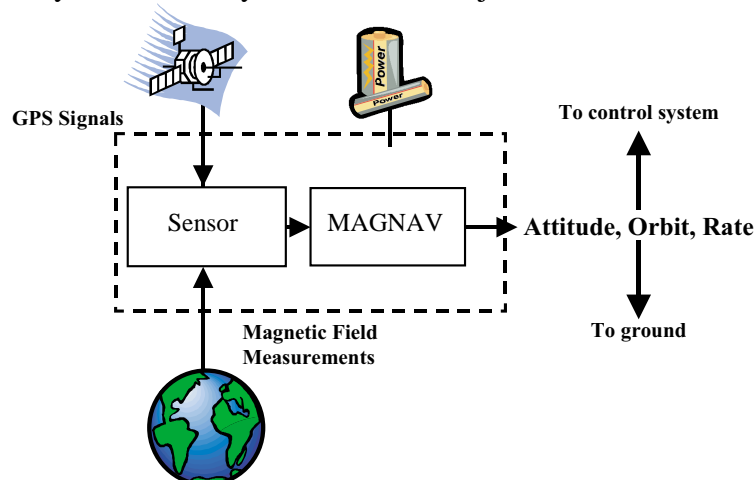 Power
Power
GPS Signals
To control system
Sensor
MAGNAV
Attitude, Orbit, Rate
Magnetic Field
Measurements
To ground